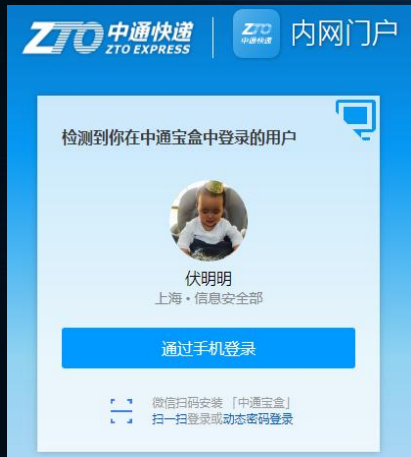 ZTO 中通快递
ZTO EXPRESS
ZTO
中通快递
内网门户
检测到你在中通宝盒中登录的用户
伏明明
上海·信息安全部
通过手机登录
微信扫码安装 「中通宝盒」
扫一扫登录或动态密码登录